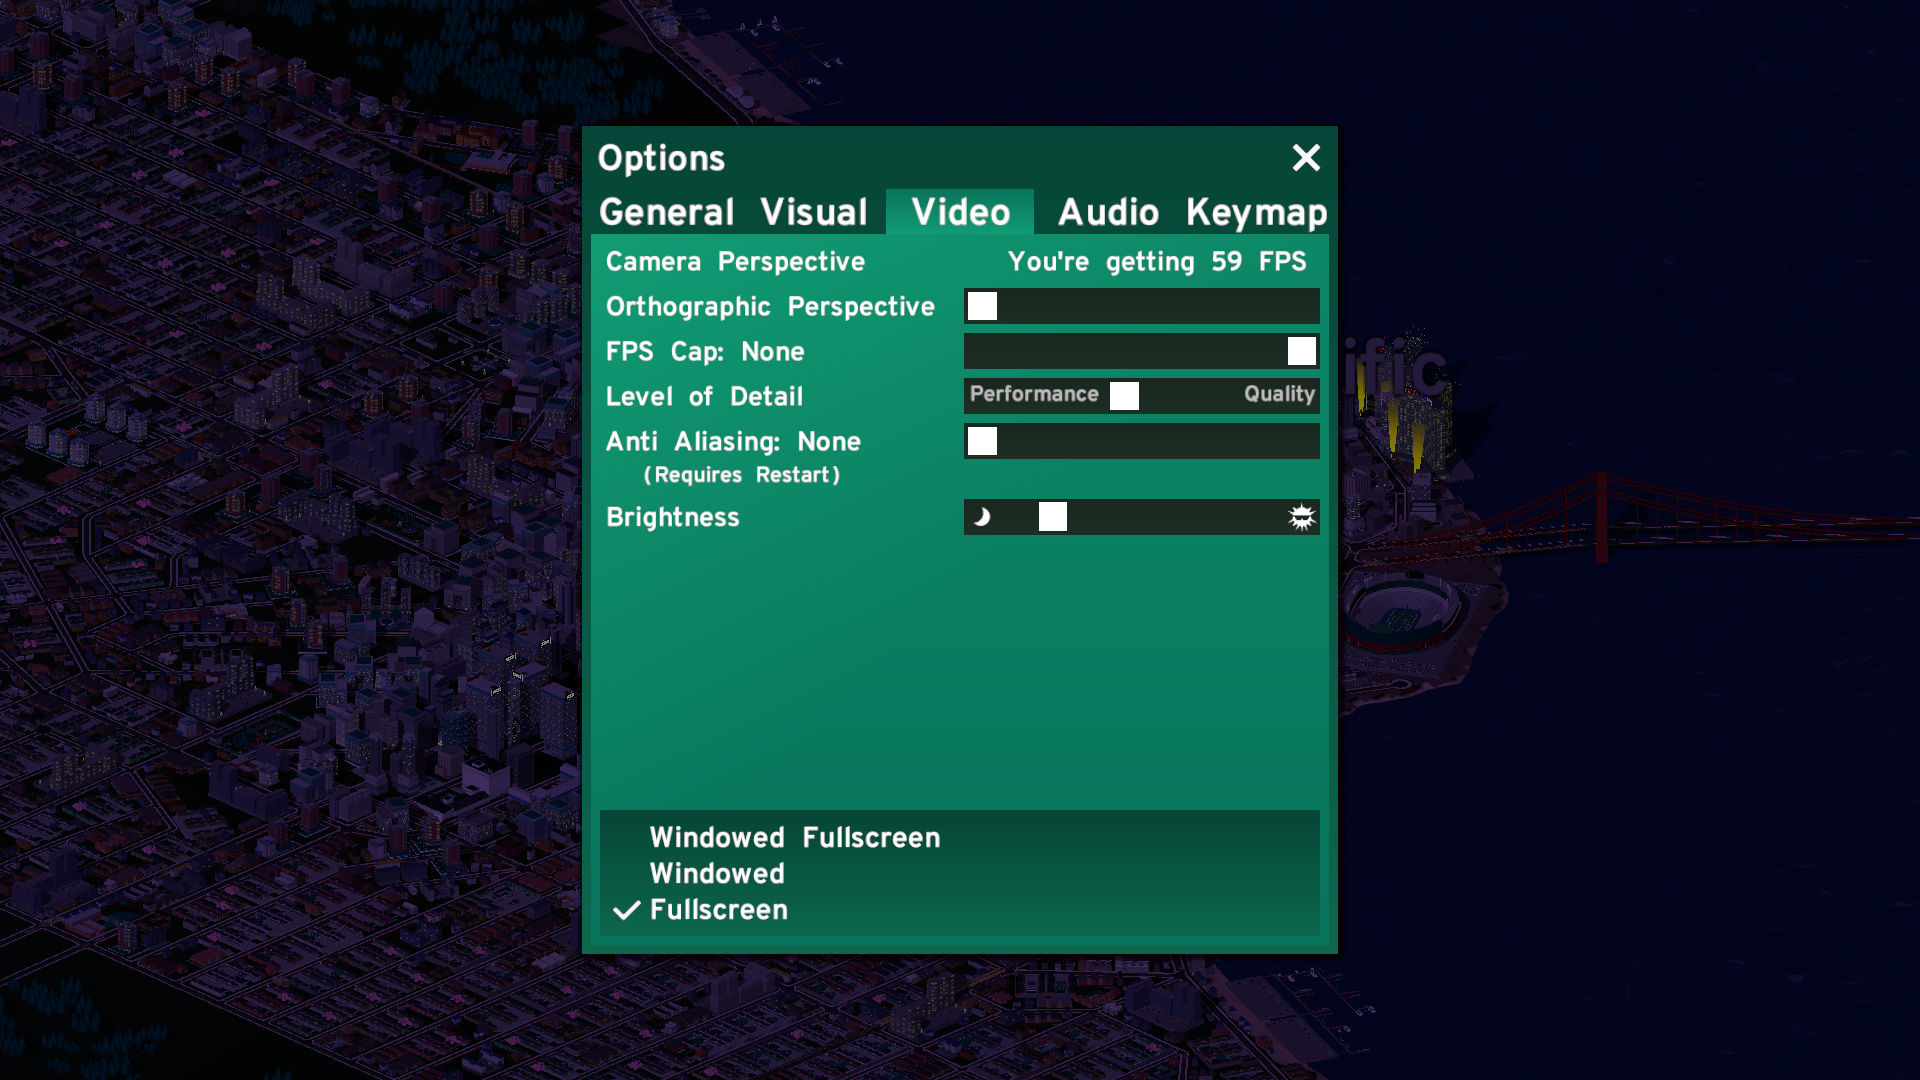 Options
General Visual Video Audio Keymap
Camera Perspective You're getting 59 FPS
Orthographic Perspective
FPS Cap: None
Level of Detail Performance Quality
Anti Aliasing: None
(Requires Restart)
Brightness
Windowed Fullscreen
Windowed
Fullscreen
ific